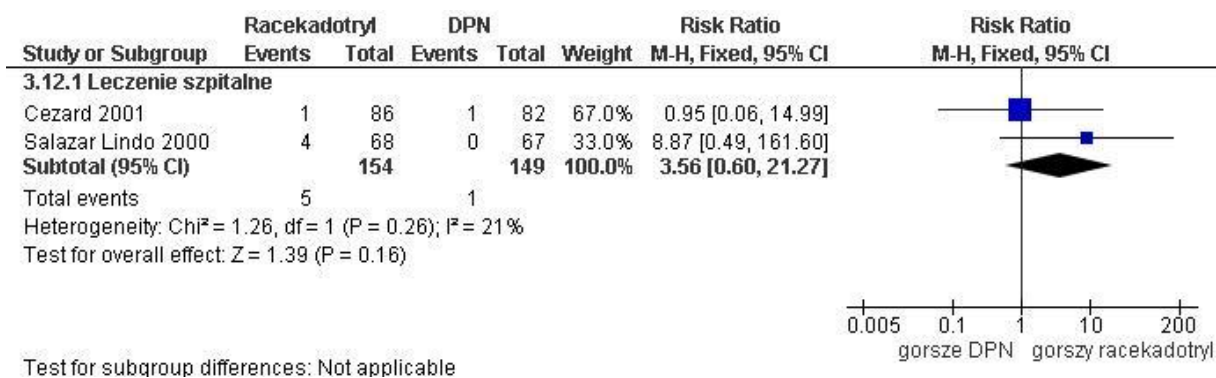 Racekadotryl DPN Risk Ratio Risk Ratio
Study or Subgroup Events Total Events Total Weight M-H, Fixed, 95% CI M-H, Fixed, 95% CI
3.12.1 Leczenie szpitalne
Cezard 2001 1 86 1 82 67.0% 0.95 [0.06, 14.99]
Salazar Lindo 2000 4 68 0 67 33.0% 8.87 [0.49, 161.60]
Subtotal (95% CI) 154 149 100.0% 3.56 [0.60, 21.27]
Total events 5 1
Heterogeneity: Chi² = 1.26, df = 1 (P = 0.26); I² = 21%
Test for overall effect: Z = 1.39 (P = 0.16)
0.005 0.1 1 10 200
gorsze DPN gorszy racekadotryl
Test for subgroup differences: Not applicable